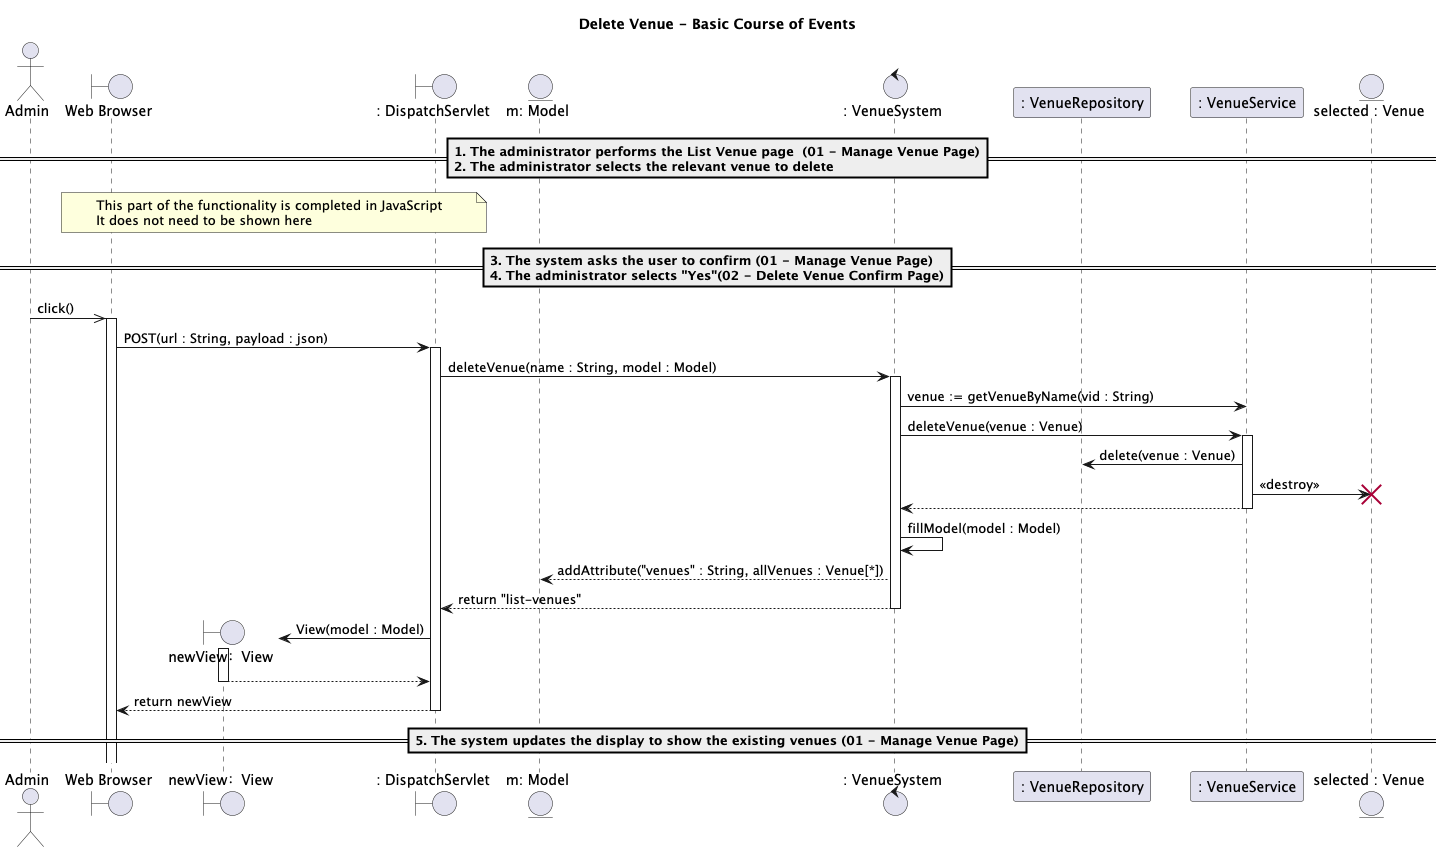 Delete Venue - Basic Course of Events
Admin
Web Browser
: DispatchServlet
m: Model
: VenueSystem
: VenueRepository
: VenueService
selected : Venue
1. The administrator performs the List Venue page  (01 - Manage Venue Page)
2. The administrator selects the relevant venue to delete
This part of the functionality is completed in JavaScript
It does not need to be shown here
3. The system asks the user to confirm (01 - Manage Venue Page)
4. The administrator selects "Yes"(02 - Delete Venue Confirm Page)
click()
POST(url : String, payload : json)
deleteVenue(name : String, model : Model)
venue := getVenueByName(vid : String)
deleteVenue(venue : Venue)
delete(venue : Venue)
«destroy»
fillModel(model : Model)
addAttribute("venues" : String, allVenues : Venue[*])
return "list-venues"
View(model : Model)
newView：View
return newView
5. The system updates the display to show the existing venues (01 - Manage Venue Page)
Admin
Web Browser
newView：View
: DispatchServlet
m: Model
: VenueSystem
: VenueRepository
: VenueService
selected : Venue